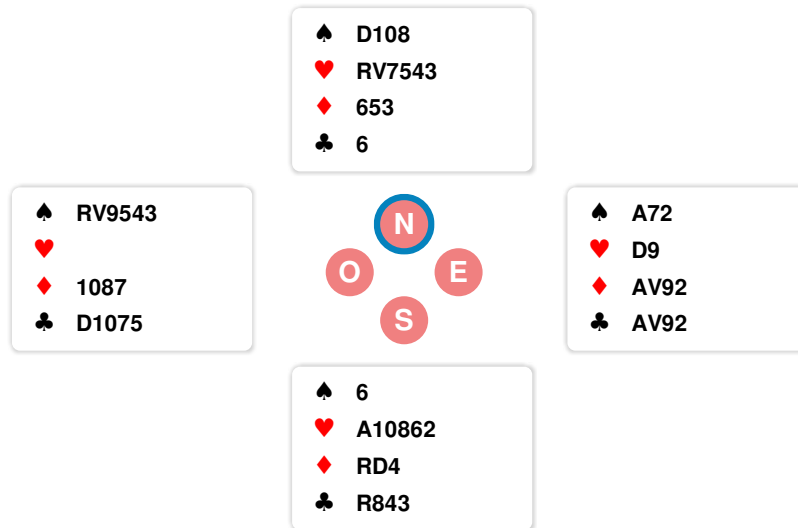 ♠ D108
♥ RV7543
♦ 653
♣ 6
♠ RV9543
♥
♦ 1087
♣ D1075
N
O
E
S
♠ A72
♥ D9
♦ AV92
♣ AV92
♠ 6
♥ A10862
♦ RD4
♣ R843